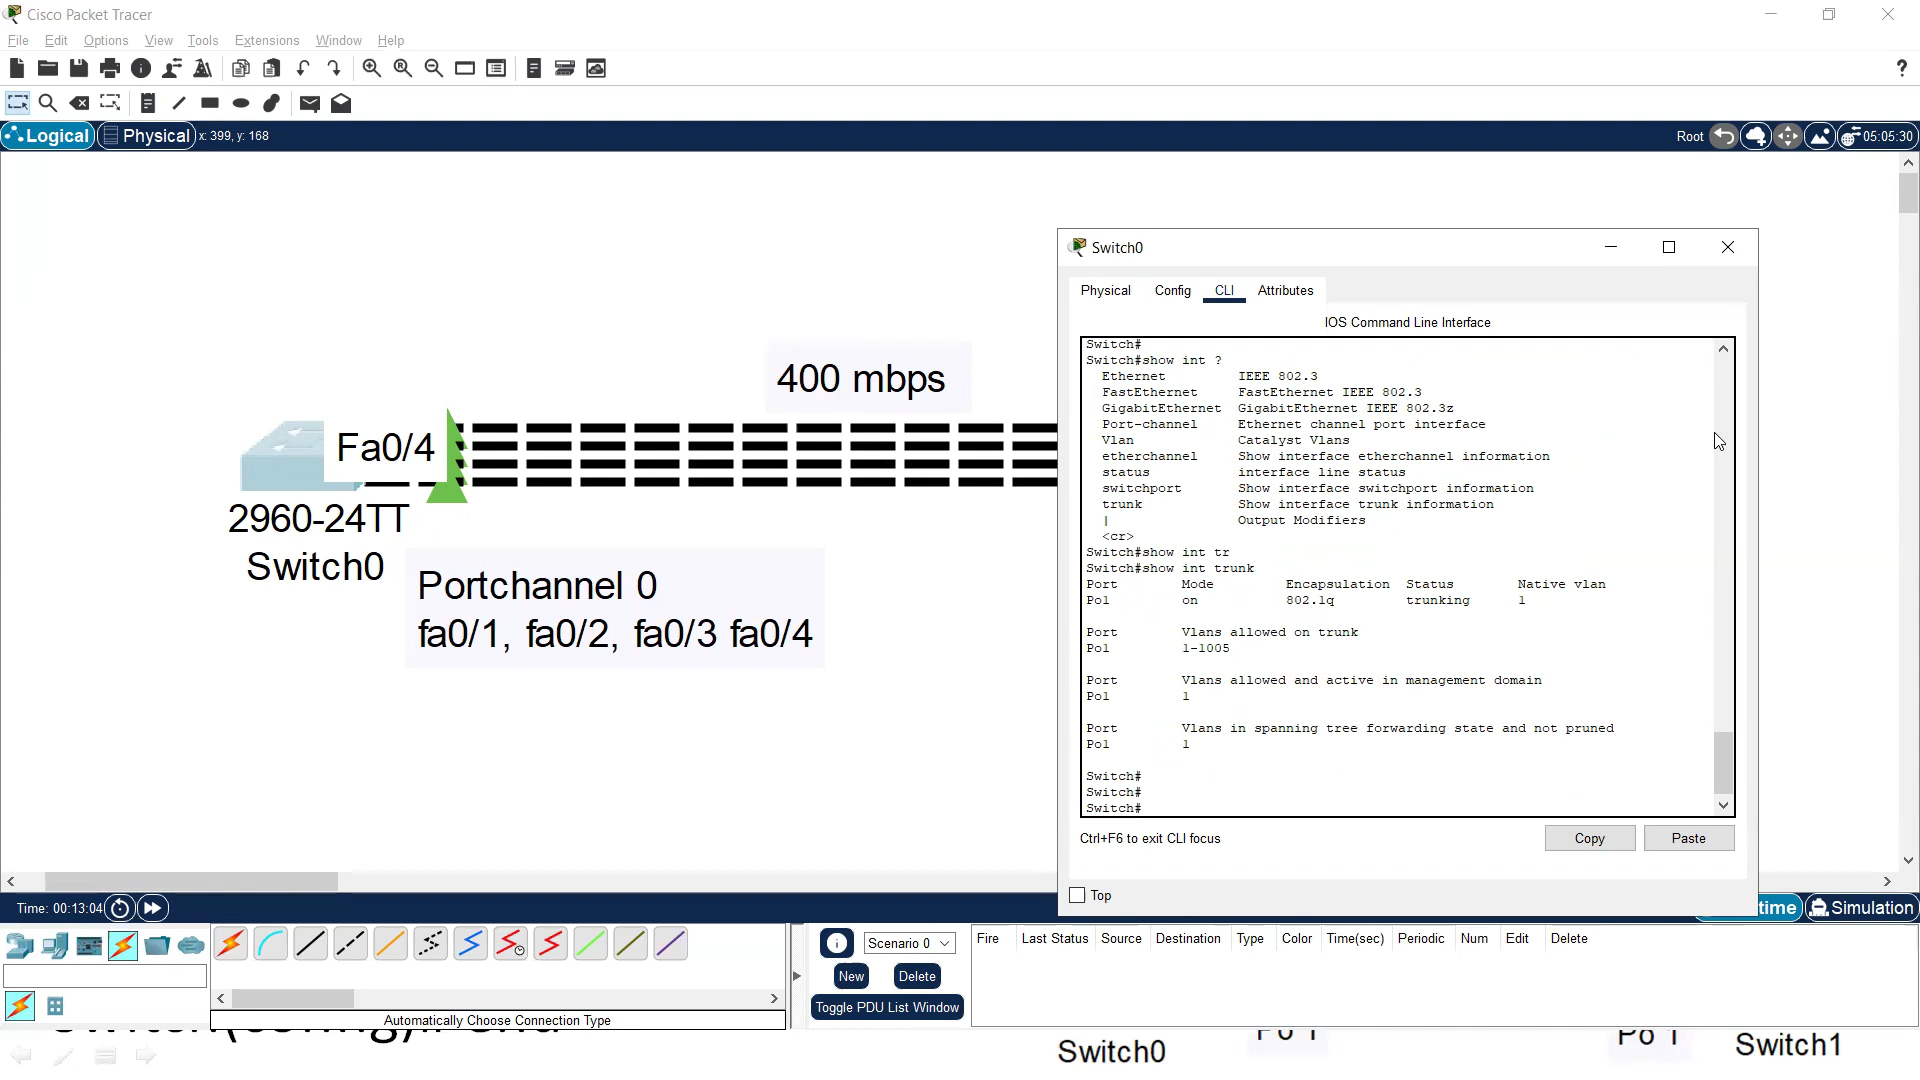 Cisco Packet Tracer
File Edit Options View Tools Extensions Window Help
?
Logical Physical x: 399, y: 168
Root 05:05:30
400 mbps
Fa0/4
2960-24TT
Switch0
Portchannel 0
fa0/1, fa0/2, fa0/3 fa0/4
Switch0
Physical Config CLI Attributes
IOS Command Line Interface
Switch#
Switch#show int ?
Ethernet IEEE 802.3
FastEthernet FastEthernet IEEE 802.3
GigabitEthernet GigabitEthernet IEEE 802.3z
Port-channel Ethernet channel port interface
Vlan Catalyst Vlans
etherchannel Show interface etherchannel information
status interface line status
switchport Show interface switchport information
trunk Show interface trunk information
| Output Modifiers
<cr>
Switch#show int tr
Switch#show int trunk
Port Mode Encapsulation Status Native vlan
Po1 on 802.1q trunking 1
Port Vlans allowed on trunk
Po1 1-1005
Port Vlans allowed and active in management domain
Po1 1
Port Vlans in spanning tree forwarding state and not pruned
Po1 1
Switch#
Switch#
Switch#
Ctrl+F6 to exit CLI focus
Copy Paste
Top
Time: 00:13:04
time Simulation
Scenario 0
New Delete
Toggle PDU List Window
Fire Last Status Source Destination Type Color Time(sec) Periodic Num Edit Delete
Automatically Choose Connection Type
Po 1 Po 1
Switch0 Switch1